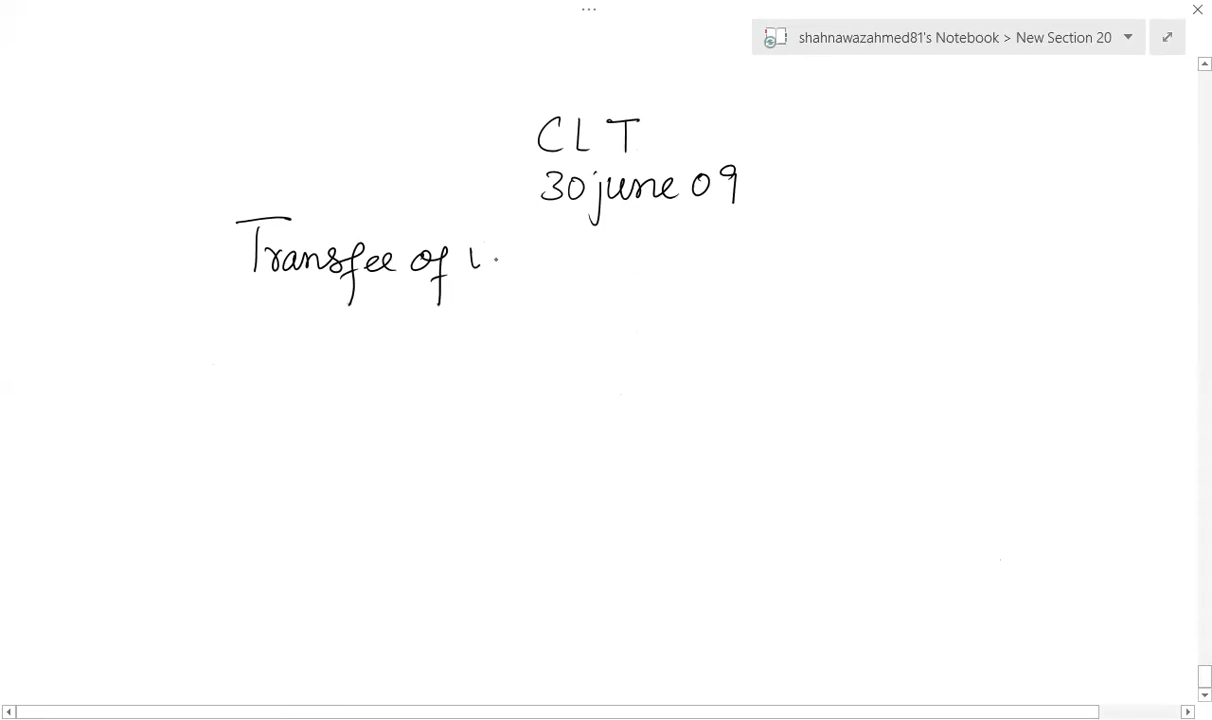 shahnawazahmed81's Notebook > New Section 20
CLT
30 june 09
Transfee of